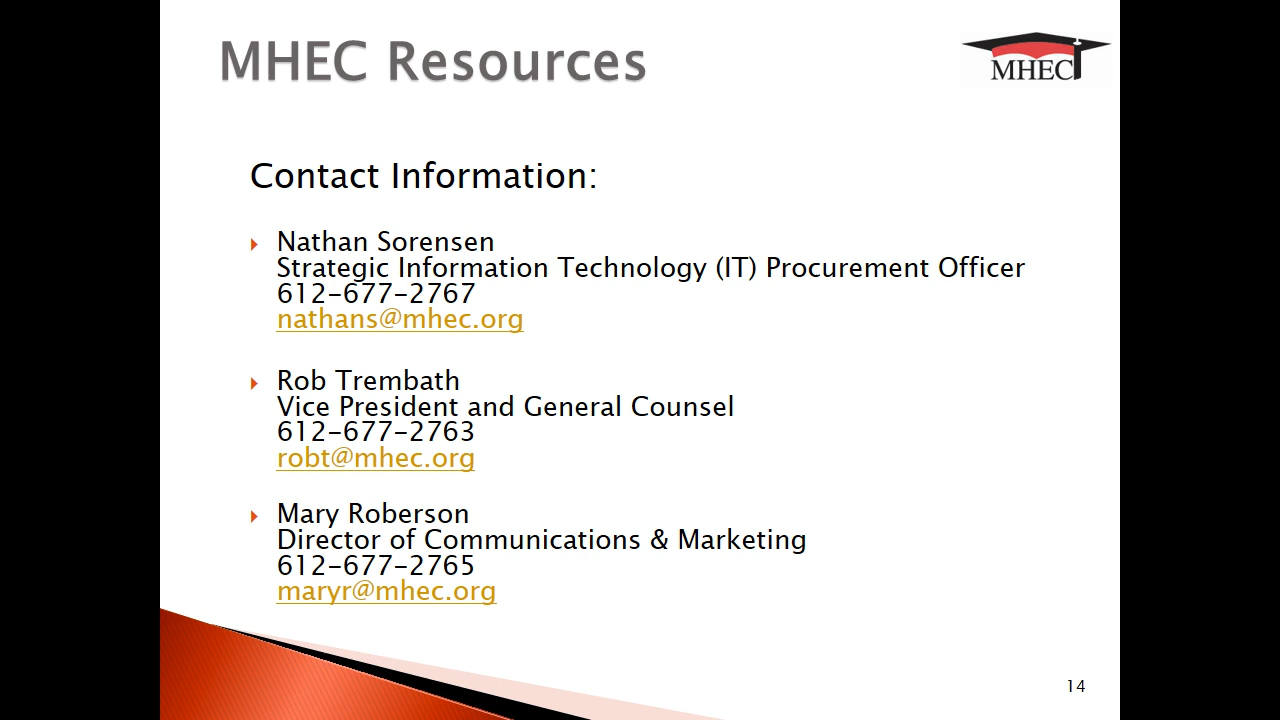 MHEC Resources
MHEC
Contact Information:
Nathan Sorensen
Strategic Information Technology (IT) Procurement Officer
612-677-2767
nathans@mhec.org
Rob Trembath
Vice President and General Counsel
612-677-2763
robt@mhec.org
Mary Roberson
Director of Communications & Marketing
612-677-2765
maryr@mhec.org
14